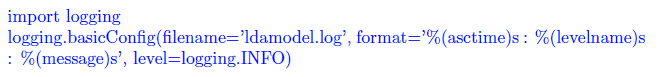 import logging
logging.basicConfig(filename='ldamodel.log', format='%(asctime)s : %(levelname)s
: %(message)s', level=logging.INFO)